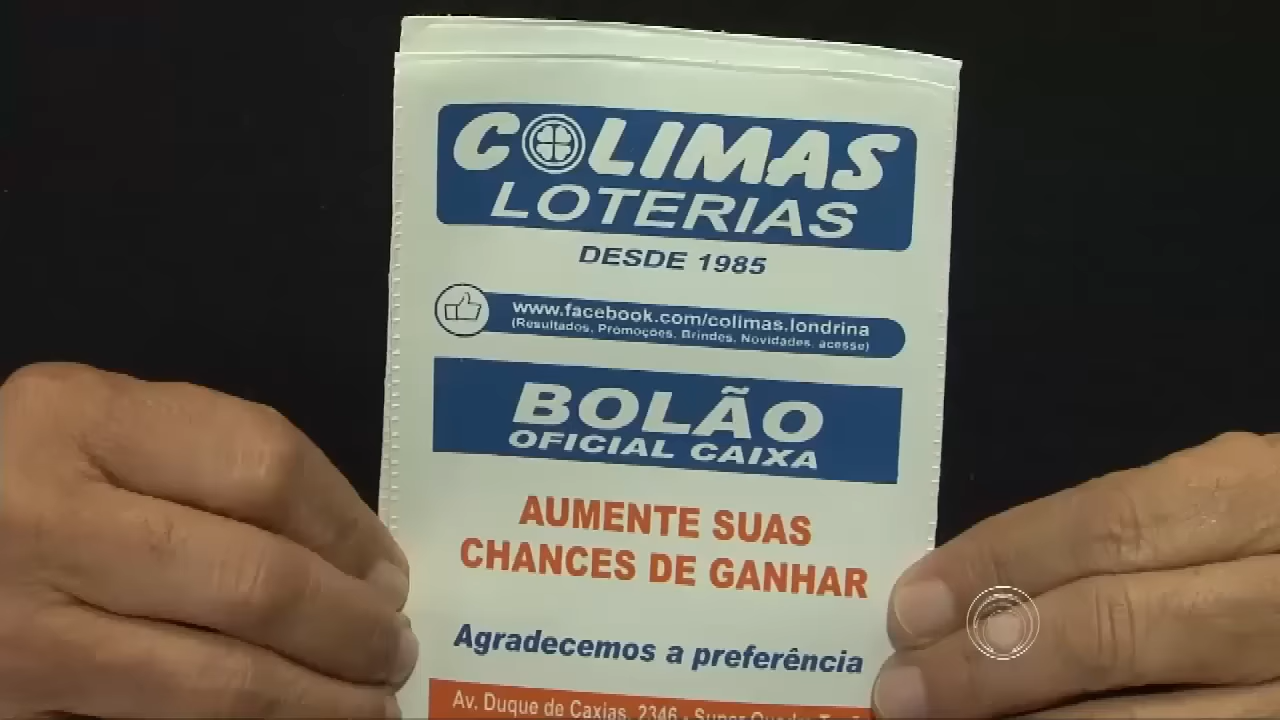 COLIMAS
LOTERIAS
DESDE 1985
www.facebook.com/colimas.londrina
(Resultados, Promoções, Brindes, Novidades, acesse)
BOLÃO
OFICIAL CAIXA
AUMENTE SUAS
CHANCES DE GANHAR
Agradecemos a preferência
Av. Duque de Caxias, 2346 - Super